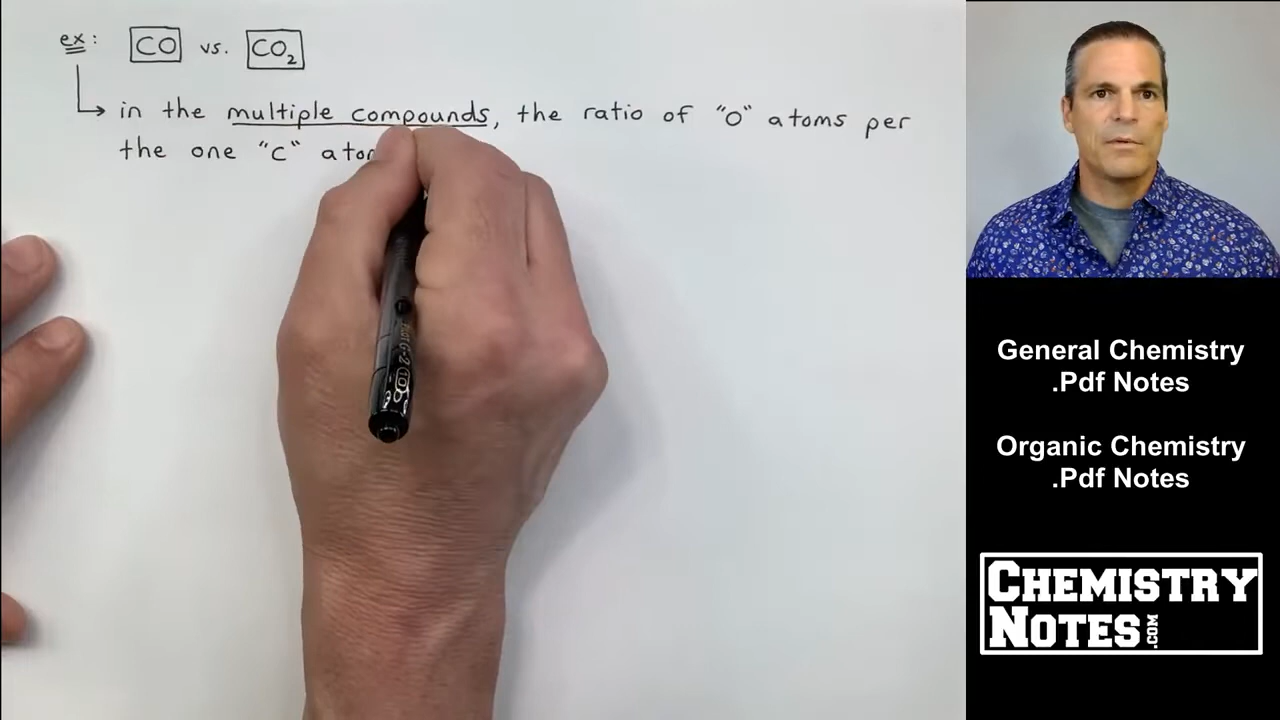 ex: CO vs. CO₂
in the multiple compounds, the ratio of "O" atoms per
the one "C"
General Chemistry
.Pdf Notes
Organic Chemistry
.Pdf Notes
CHEMISTRY
NOTES.COM